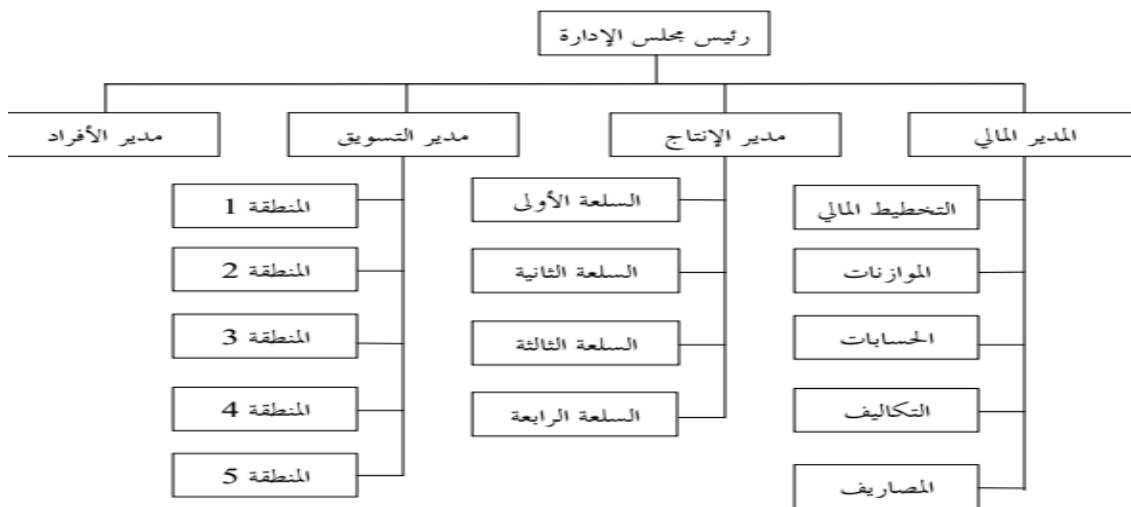 رئيس مجلس الإدارة
المدير المالي
مدير الإنتاج
مدير التسويق
مدير الأفراد
التخطيط المالي
الموازنات
الحسابات
التكاليف
المصاريف
السلعة الأولى
السلعة الثانية
السلعة الثالثة
السلعة الرابعة
المنطقة 1
المنطقة 2
المنطقة 3
المنطقة 4
المنطقة 5